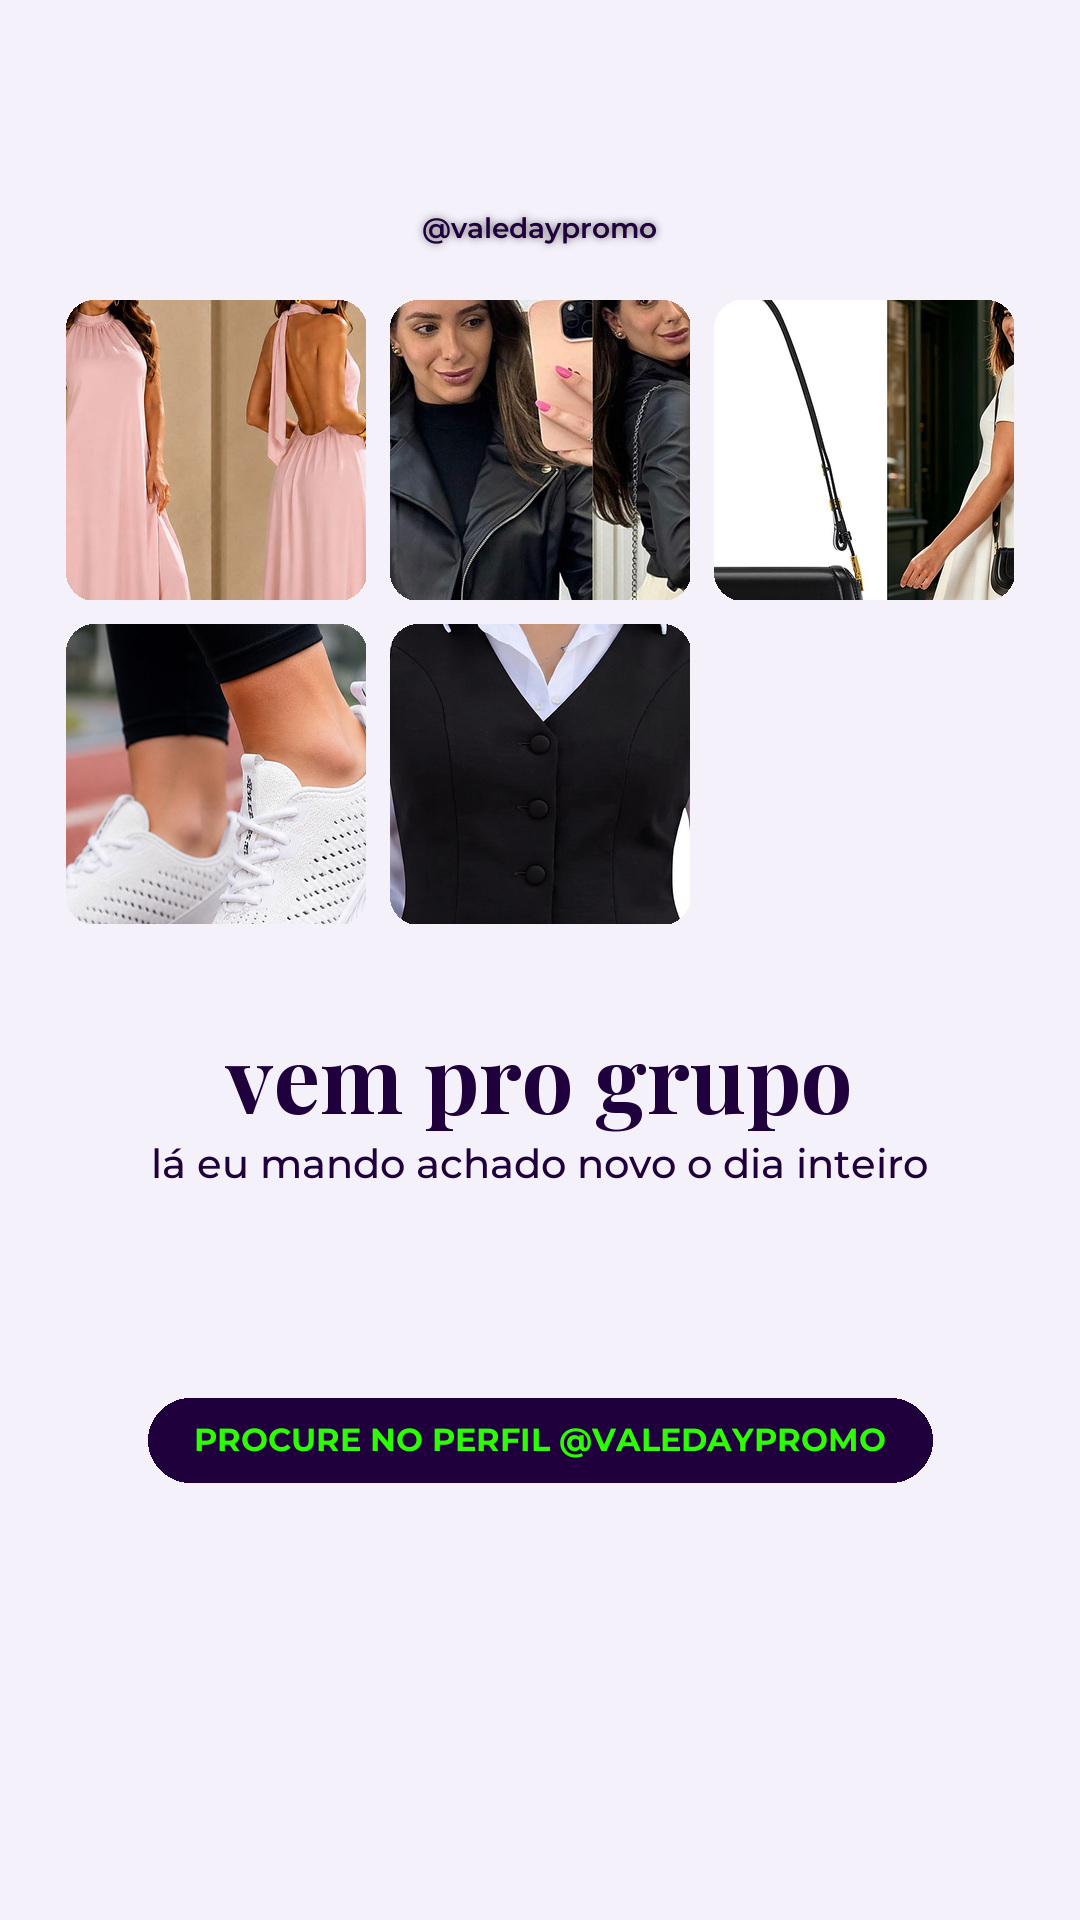 @valedaypromo
vem pro grupo
lá eu mando achado novo o dia inteiro
PROCURE NO PERFIL @VALEDAYPROMO